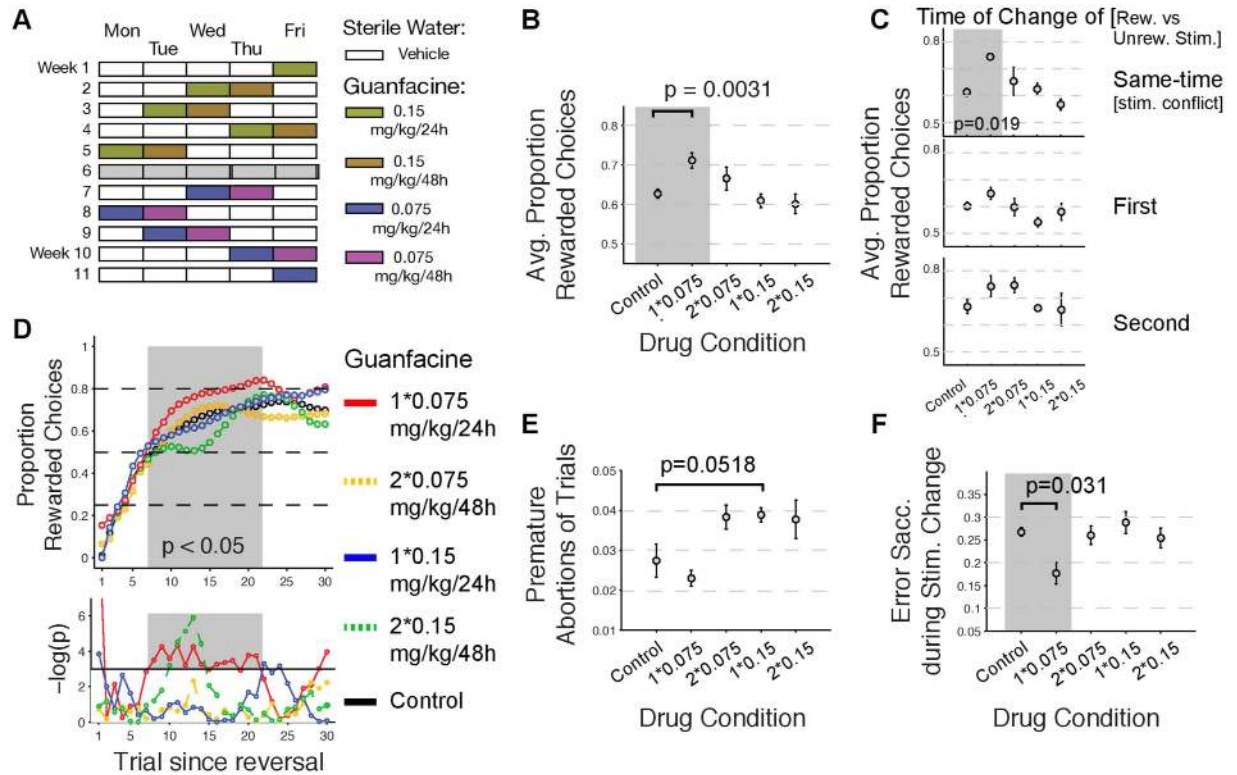 A
Mon
Wed
Fri
Tue
Thu
Week 1
2
3
4
5
6
7
8
9
Week 10
11
Sterile Water:
Vehicle
Guanfacine:
0.15
mg/kg/24h
0.15
mg/kg/48h
0.075
mg/kg/24h
0.075
mg/kg/48h
B
p = 0.0031
Avg. Proportion
Rewarded Choices
0.8
0.7
0.6
0.5
Control
1*0.075
2*0.075
1*0.15
2*0.15
Drug Condition
C
Time of Change of [Rew. vs
Unrew. Stim.]
0.8
0.5
p=0.019
Same-time
[stim. conflict]
0.8
0.5
First
0.8
0.5
Second
Avg. Proportion
Rewarded Choices
Control
1*0.075
2*0.075
1*0.15
2*0.15
D
Proportion
Rewarded Choices
1
0.8
0.6
0.4
0.2
0
p < 0.05
1
5
10
15
20
25
30
−log(p)
6
4
2
0
1
5
10
15
20
25
30
Trial since reversal
Guanfacine
1*0.075
mg/kg/24h
2*0.075
mg/kg/48h
1*0.15
mg/kg/24h
2*0.15
mg/kg/48h
Control
E
p=0.0518
Premature
Abortions of Trials
0.05
0.04
0.03
0.02
0.01
Control
1*0.075
2*0.075
1*0.15
2*0.15
Drug Condition
F
p=0.031
Error Sacc.
during Stim. Change
0.35
0.3
0.25
0.2
0.15
0.1
0.05
Control
1*0.075
2*0.075
1*0.15
2*0.15
Drug Condition